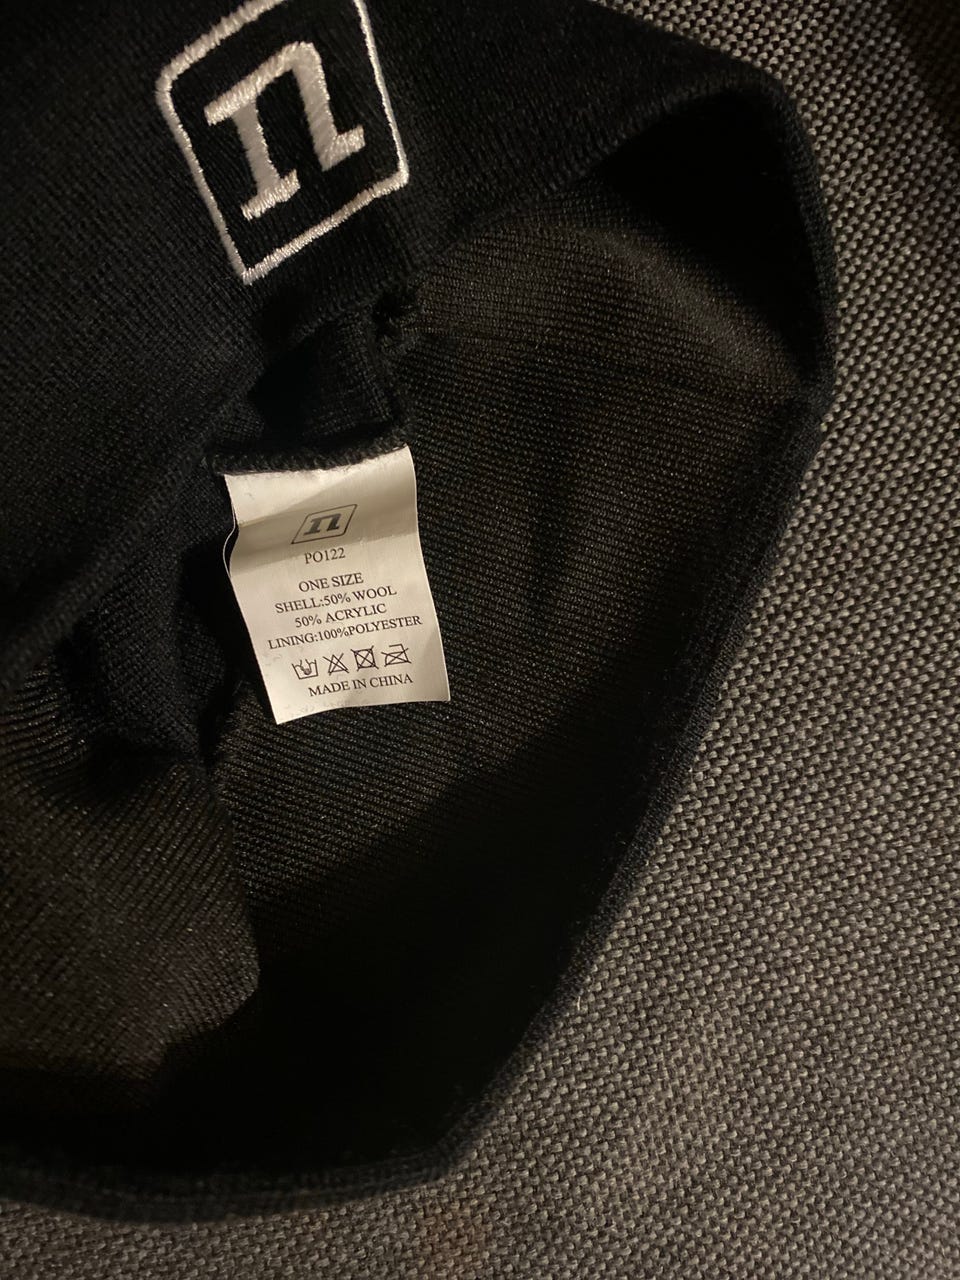 n
n
PO122
ONE SIZE
SHELL:50% WOOL
50% ACRYLIC
LINING:100%POLYESTER
MADE IN CHINA